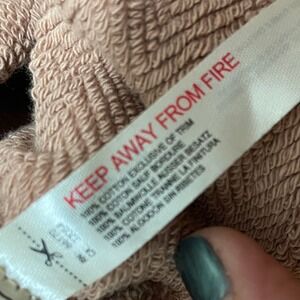 KEEP AWAY FROM FIRE
100% COTTON EXCLUSIVE OF TRIM
100% COTON SAUF GARNITURE
100% BAUMWOLLE AUSSER BESATZ
100% COTONE TRANNE LA FINITURA
100% ALGODON SIN RIBETES